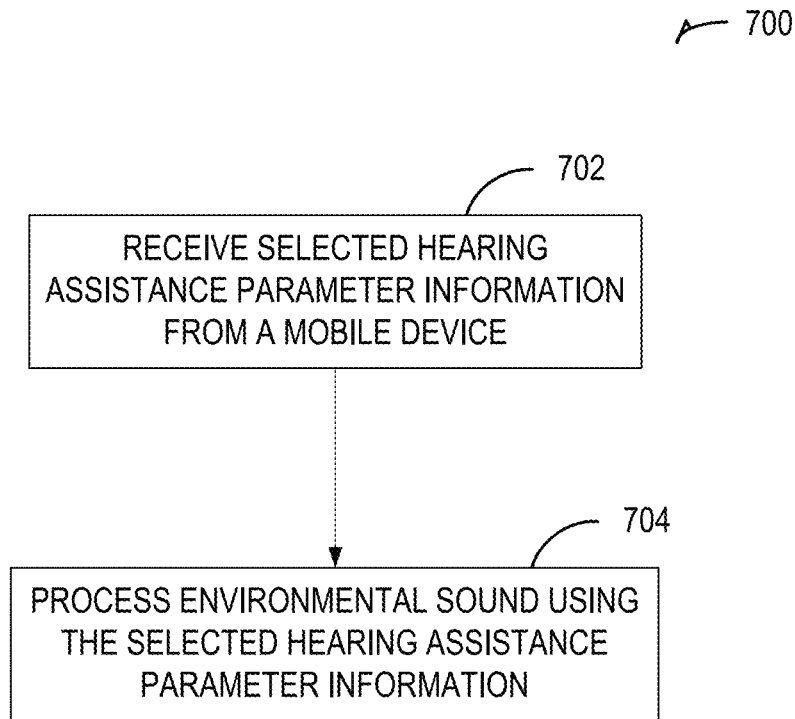 700
702
RECEIVE SELECTED HEARING
ASSISTANCE PARAMETER INFORMATION
FROM A MOBILE DEVICE
704
PROCESS ENVIRONMENTAL SOUND USING
THE SELECTED HEARING ASSISTANCE
PARAMETER INFORMATION